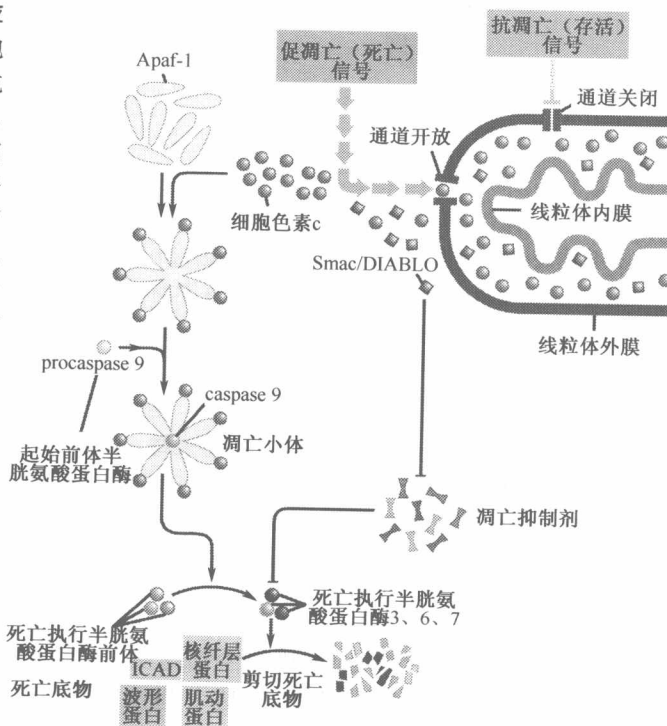 促凋亡（死亡）
信号
抗凋亡（存活）
信号
Apaf-1
通道关闭
通道开放
细胞色素c
线粒体内膜
Smac/DIABLO
线粒体外膜
procaspase 9
caspase 9
起始前体半
胱氨酸蛋白酶
凋亡小体
凋亡抑制剂
死亡执行半胱氨
酸蛋白酶前体
死亡执行半胱氨
酸蛋白酶3、6、7
死亡底物
ICAD
核纤层
蛋白
波形
蛋白
肌动
蛋白
剪切死亡
底物